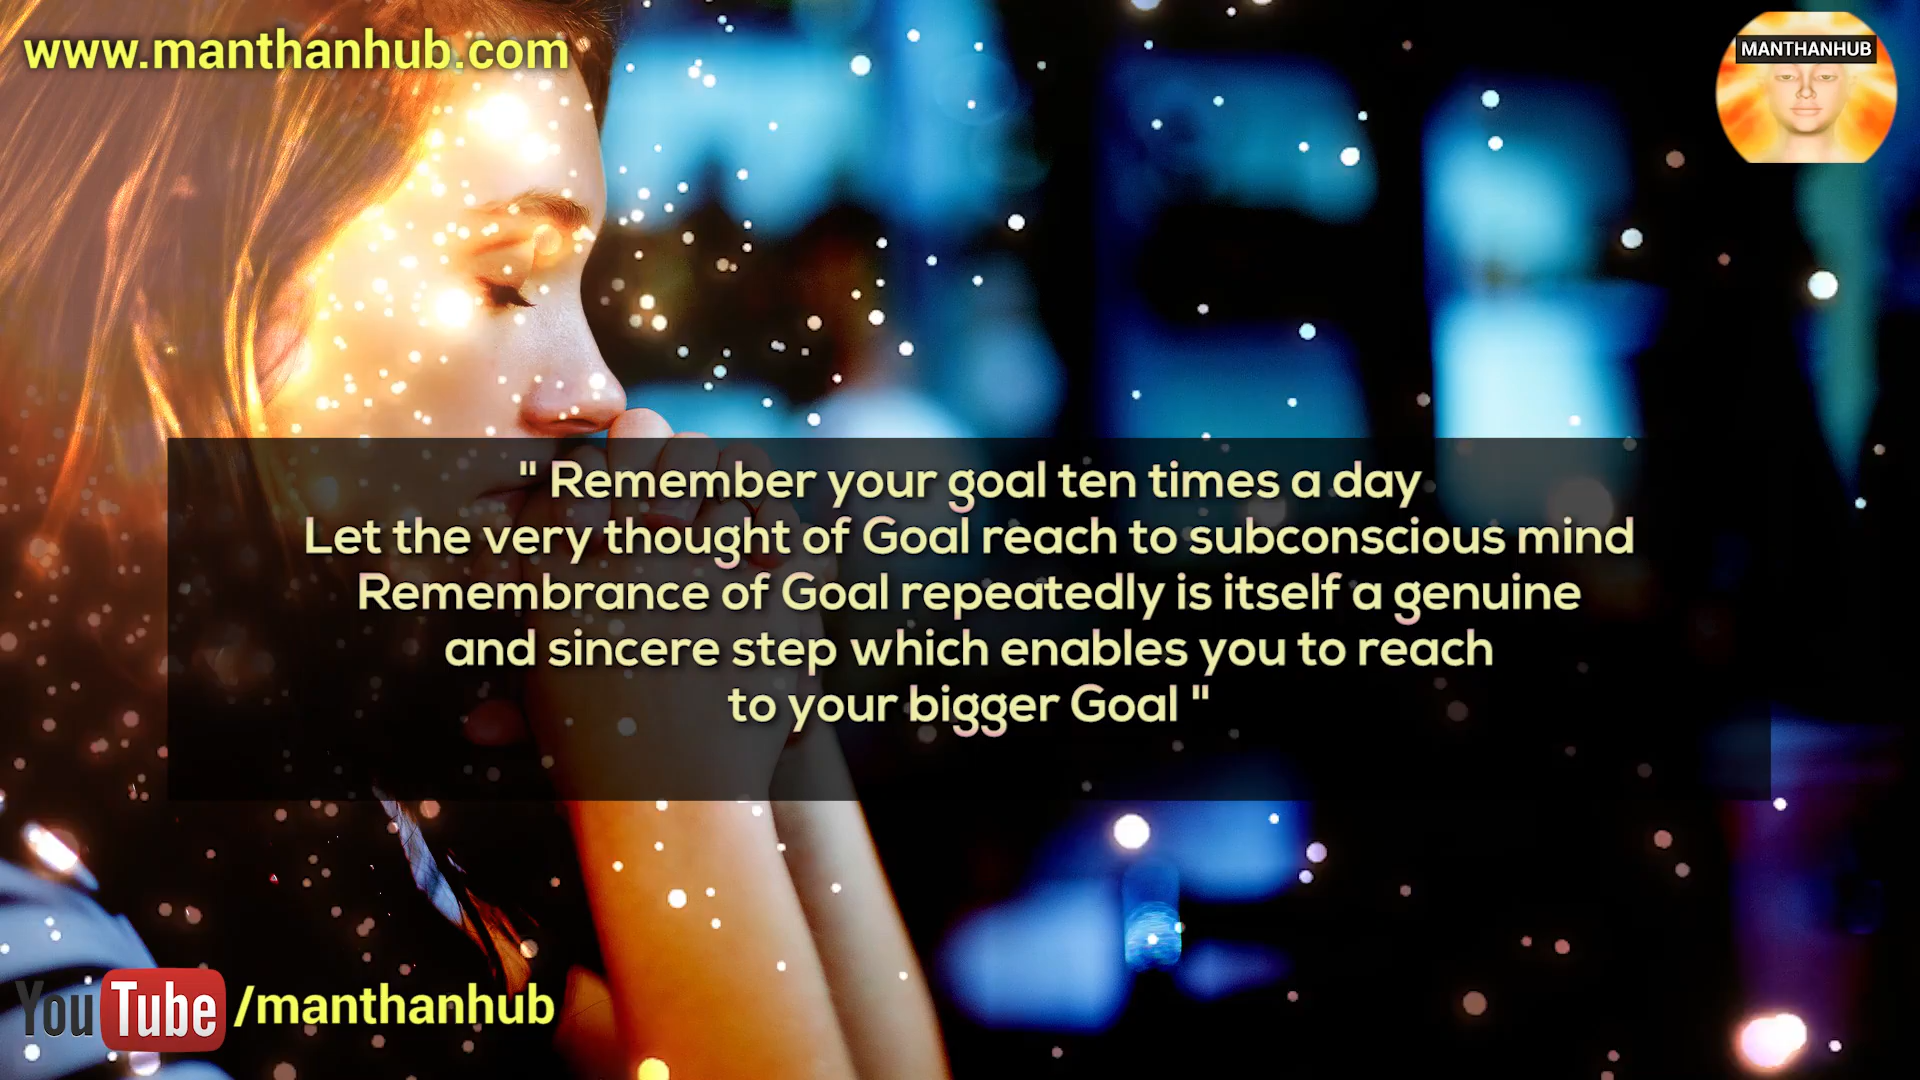 www.manthanhub.com
MANTHANHUB
" Remember your goal ten times a day
Let the very thought of Goal reach to subconscious mind
Remembrance of Goal repeatedly is itself a genuine
and sincere step which enables you to reach
to your bigger Goal "
YouTube /manthanhub